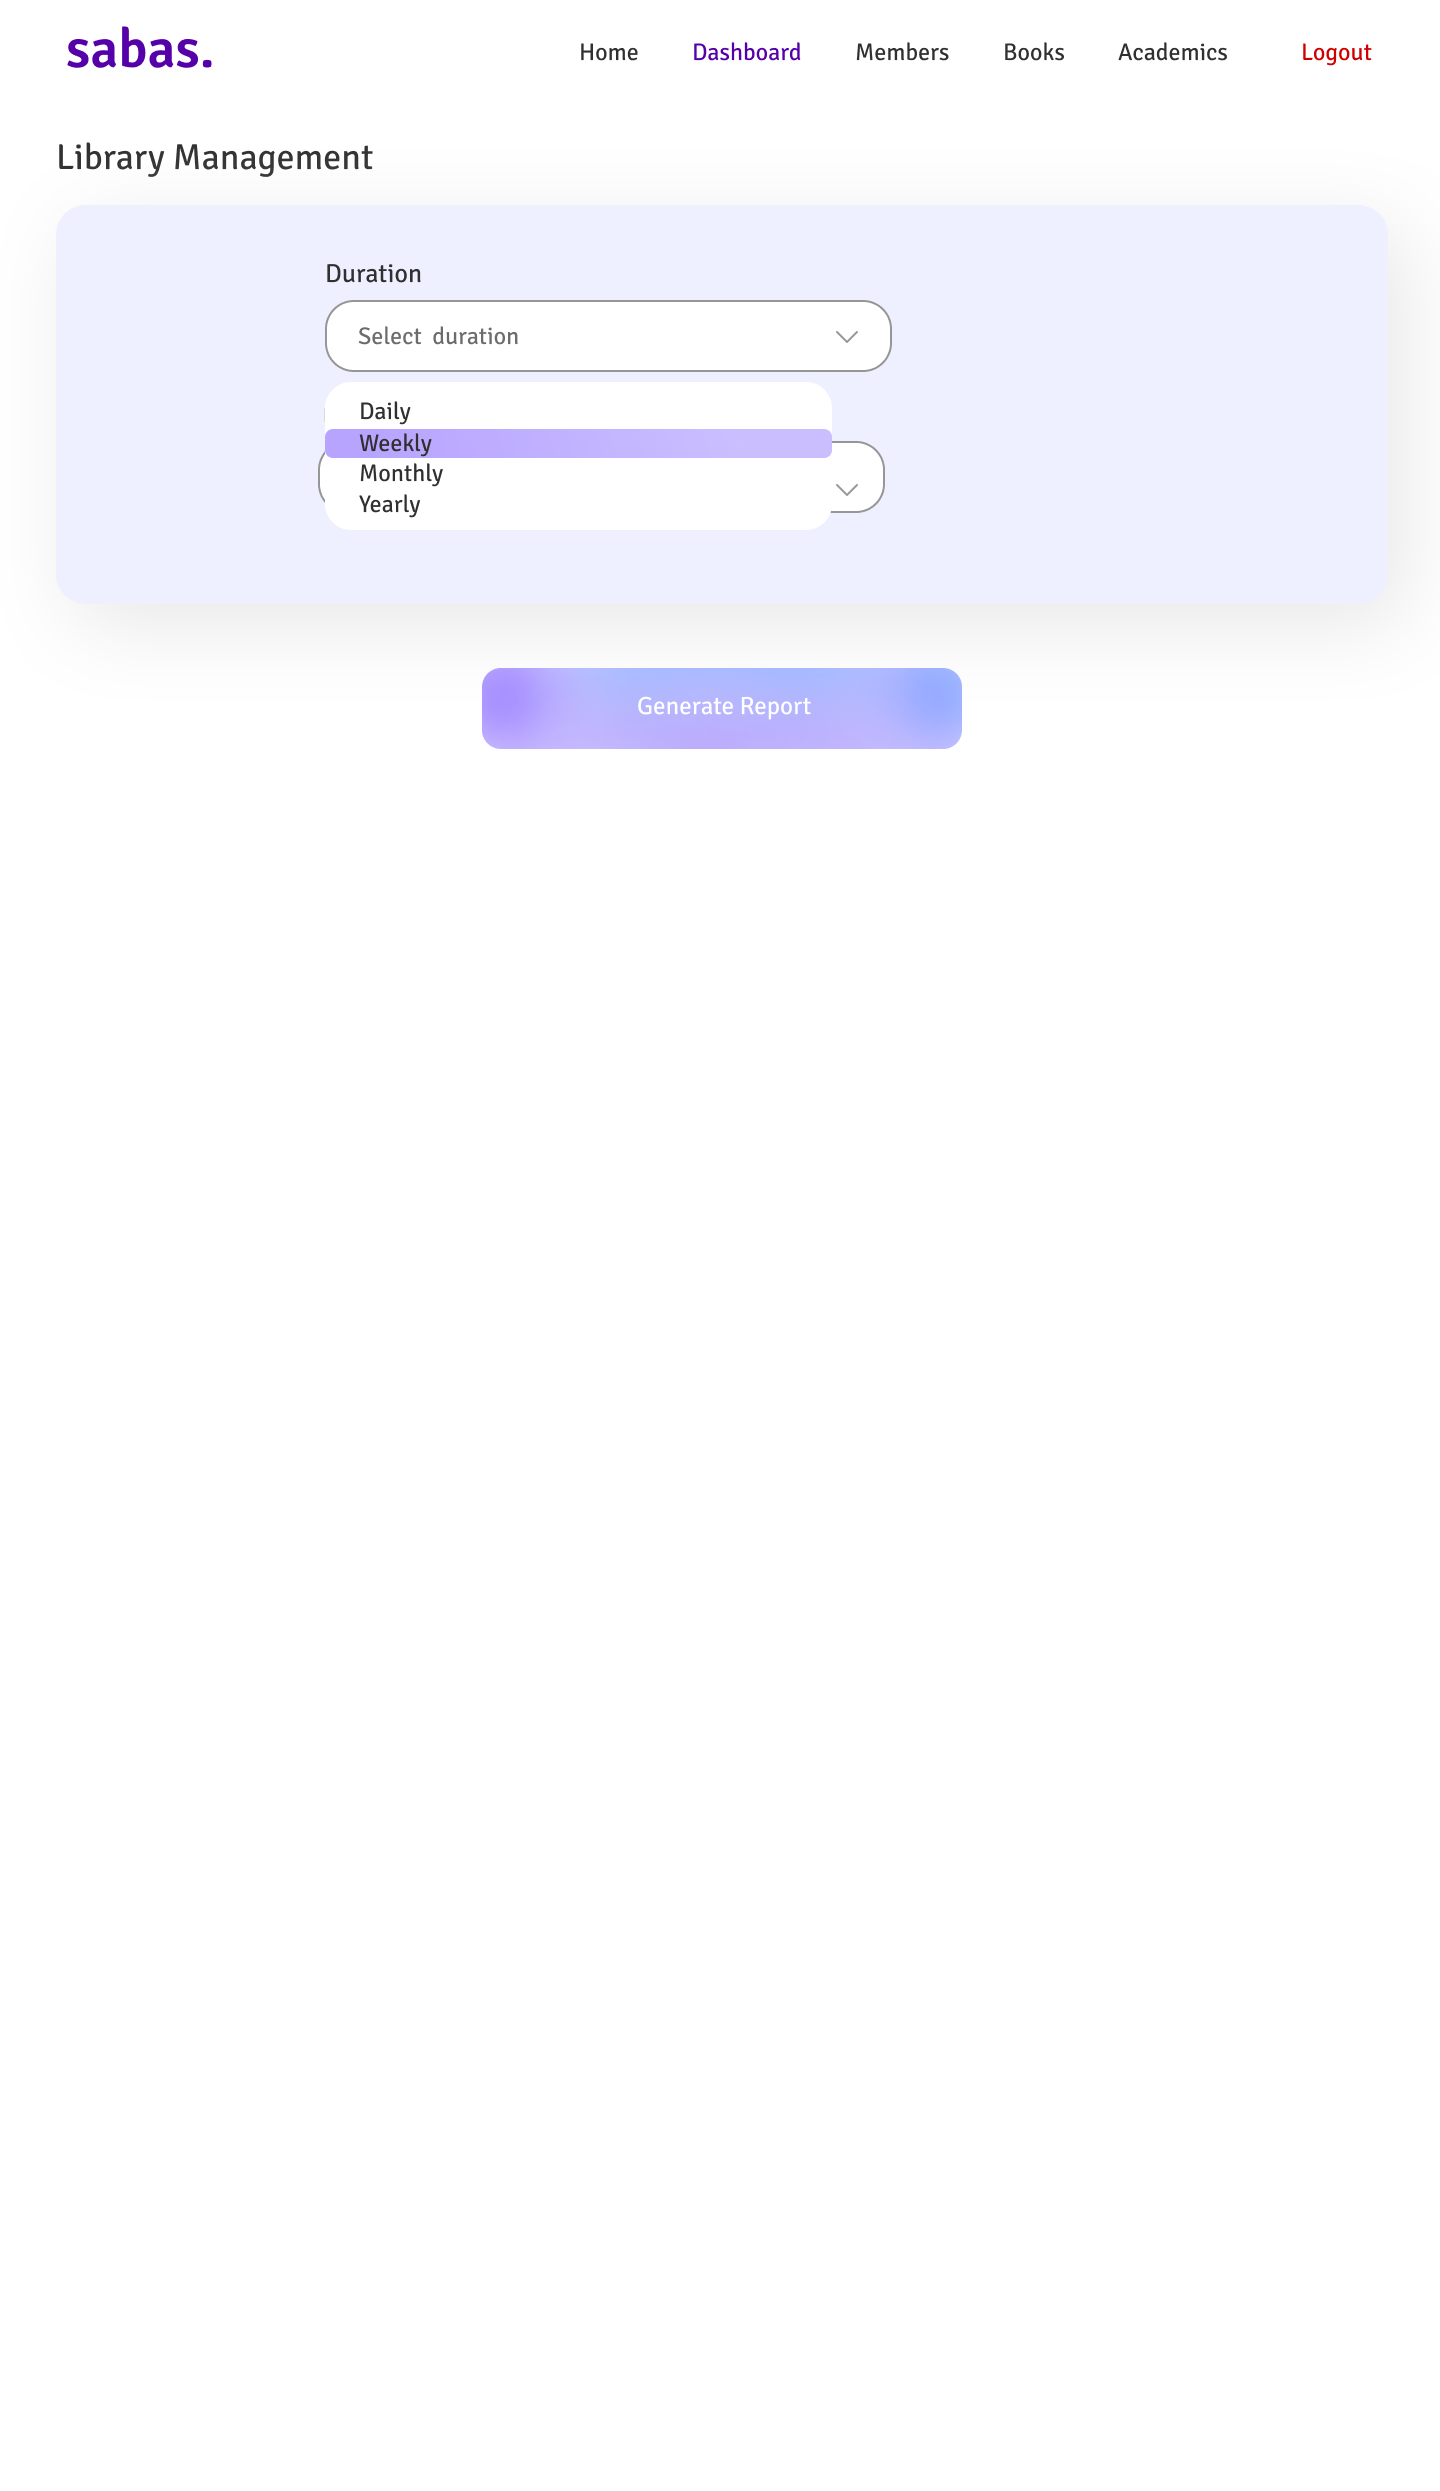 sabas.
Home Dashboard Members Books Academics Logout
Library Management
Duration
Select duration
Daily
Weekly
Monthly
Yearly
Generate Report